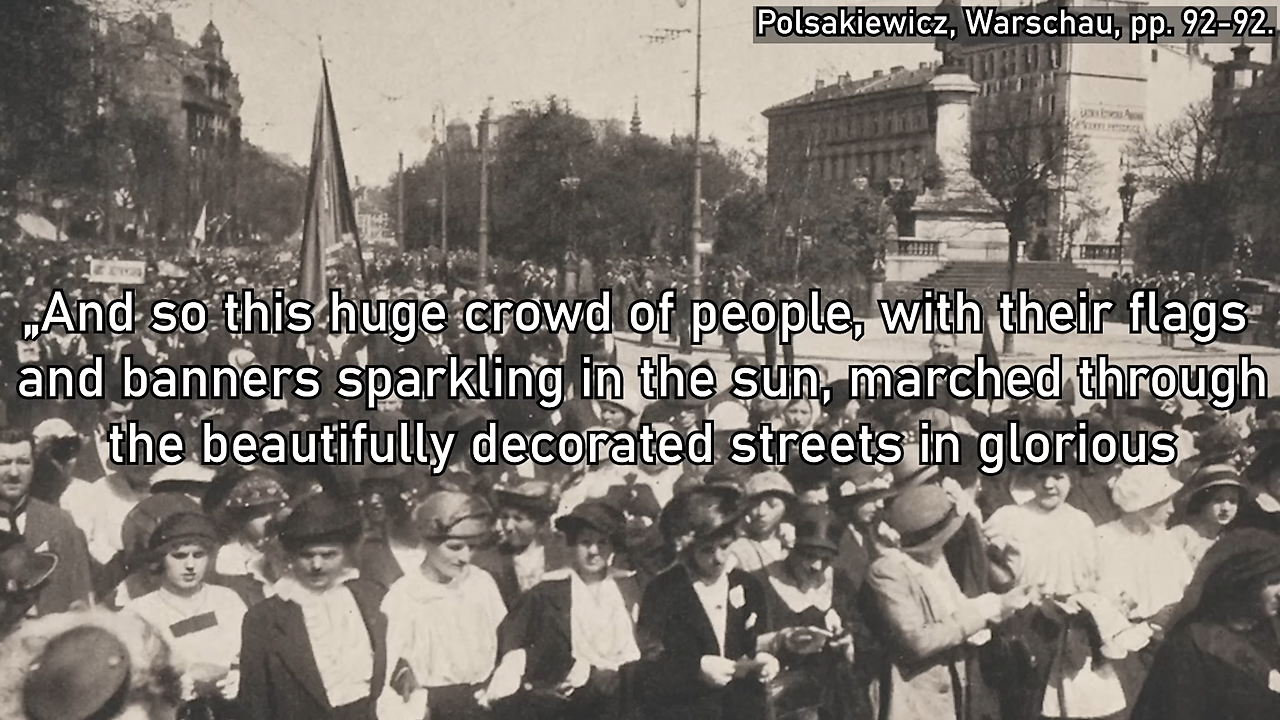 Polsakiewicz, Warschau, pp. 92-92.
„And so this huge crowd of people, with their flags
and banners sparkling in the sun, marched through
the beautifully decorated streets in glorious